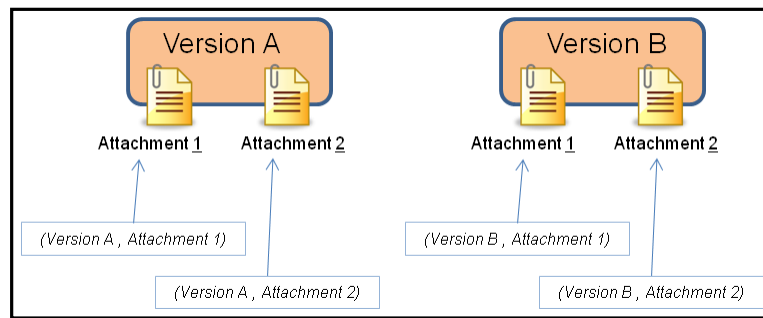 Version A
Version B
Attachment 1
Attachment 2
Attachment 1
Attachment 2
(Version A , Attachment 1)
(Version B , Attachment 1)
(Version A , Attachment 2)
(Version B , Attachment 2)